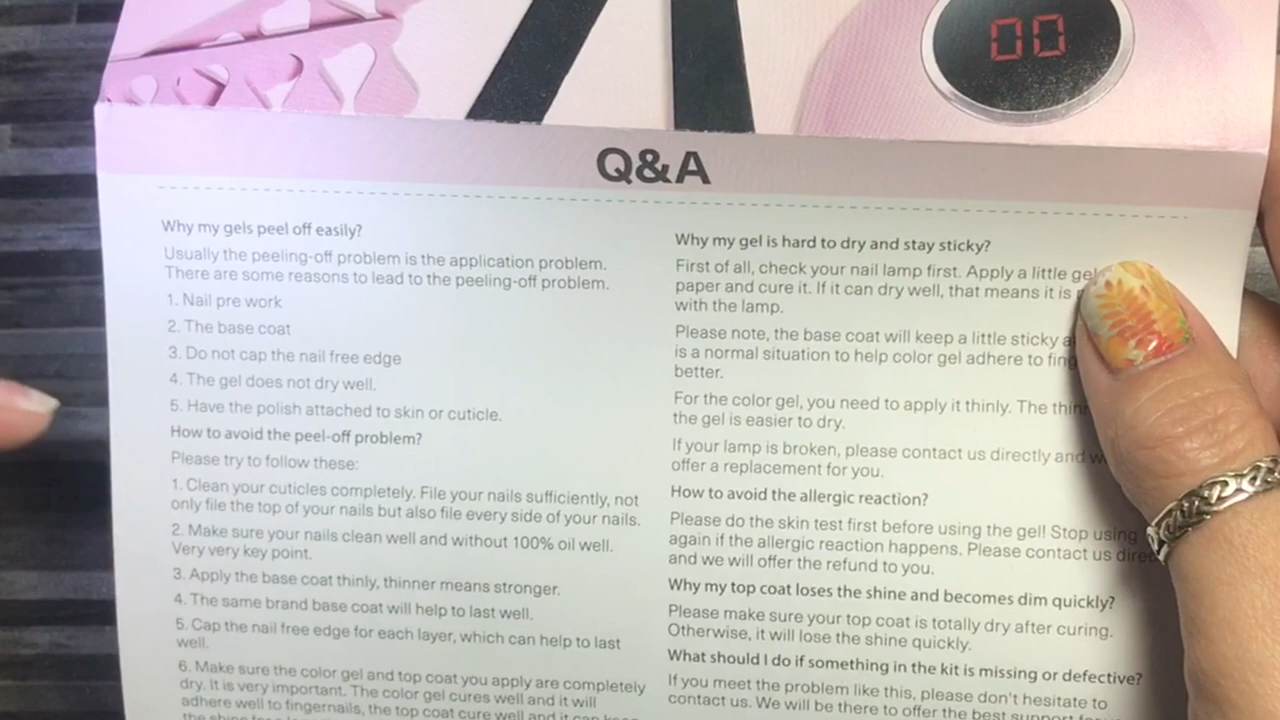 00
Q&A
Why my gels peel off easily?
Usually the peeling-off problem is the application problem.
There are some reasons to lead to the peeling-off problem.
1. Nail pre work
2. The base coat
3. Do not cap the nail free edge
4. The gel does not dry well.
5. Have the polish attached to skin or cuticle.
How to avoid the peel-off problem?
Please try to follow these:
1. Clean your cuticles completely. File your nails sufficiently, not
only file the top of your nails but also file every side of your nails.
2. Make sure your nails clean well and without 100% oil well.
Very very key point.
3. Apply the base coat thinly, thinner means stronger.
4. The same brand base coat will help to last well.
5. Cap the nail free edge for each layer, which can help to last
well.
6. Make sure the color gel and top coat you apply are completely
dry. It is very important. The color gel cures well and it will
adhere well to fingernails, the top coat cure well and it can keep
the shine for a
Why my gel is hard to dry and stay sticky?
First of all, check your nail lamp first. Apply a little gel
paper and cure it. If it can dry well, that means it is
with the lamp.
Please note, the base coat will keep a little sticky
is a normal situation to help color gel adhere to
better.
For the color gel, you need to apply it thinly. The
the gel is easier to dry.
If your lamp is broken, please contact us directly and
offer a replacement for you.
How to avoid the allergic reaction?
Please do the skin test first before using the gel! Stop using
again if the allergic reaction happens. Please contact us
and we will offer the refund to you.
Why my top coat loses the shine and becomes dim quickly?
Please make sure your top coat is totally dry after curing.
Otherwise, it will lose the shine quickly.
What should I do if something in the kit is missing or defective?
If you meet the problem like this, please don't hesitate to
contact us. We will be there to offer the best support